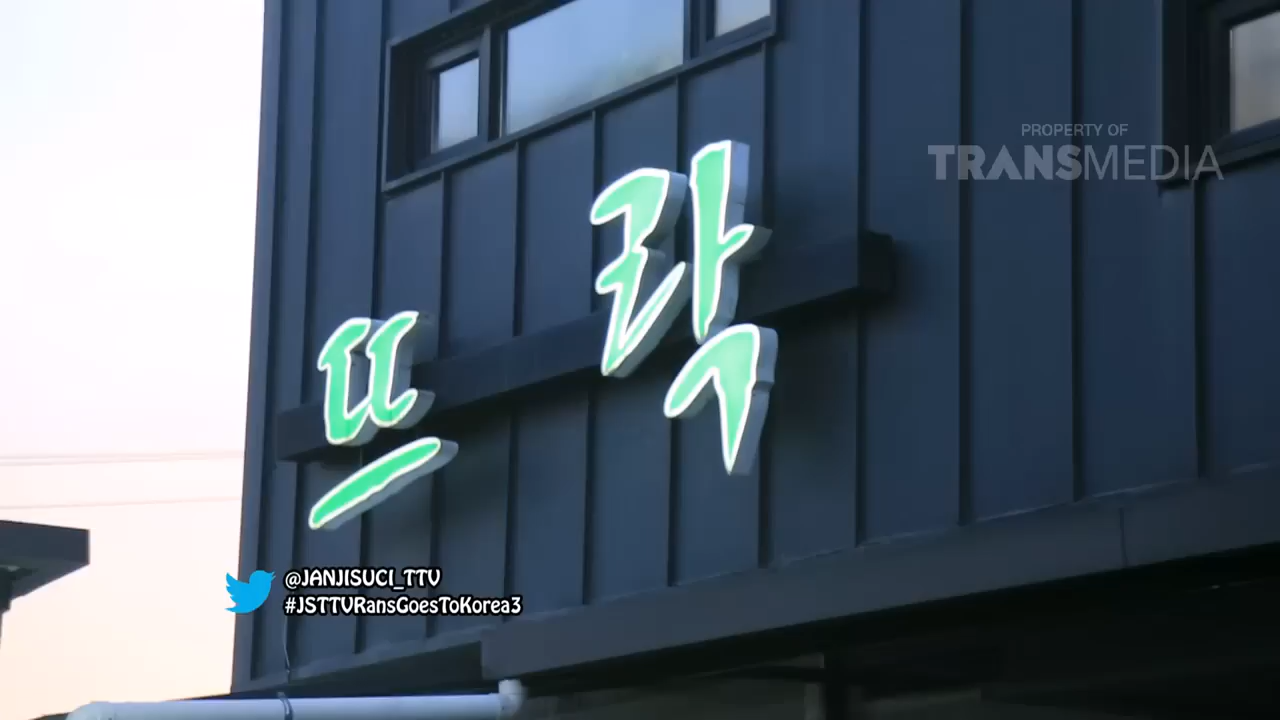 PROPERTY OF
TRANSMEDIA
뜨락
@JANJISUCI_TTV
#JSTTVRansGoesToKorea3